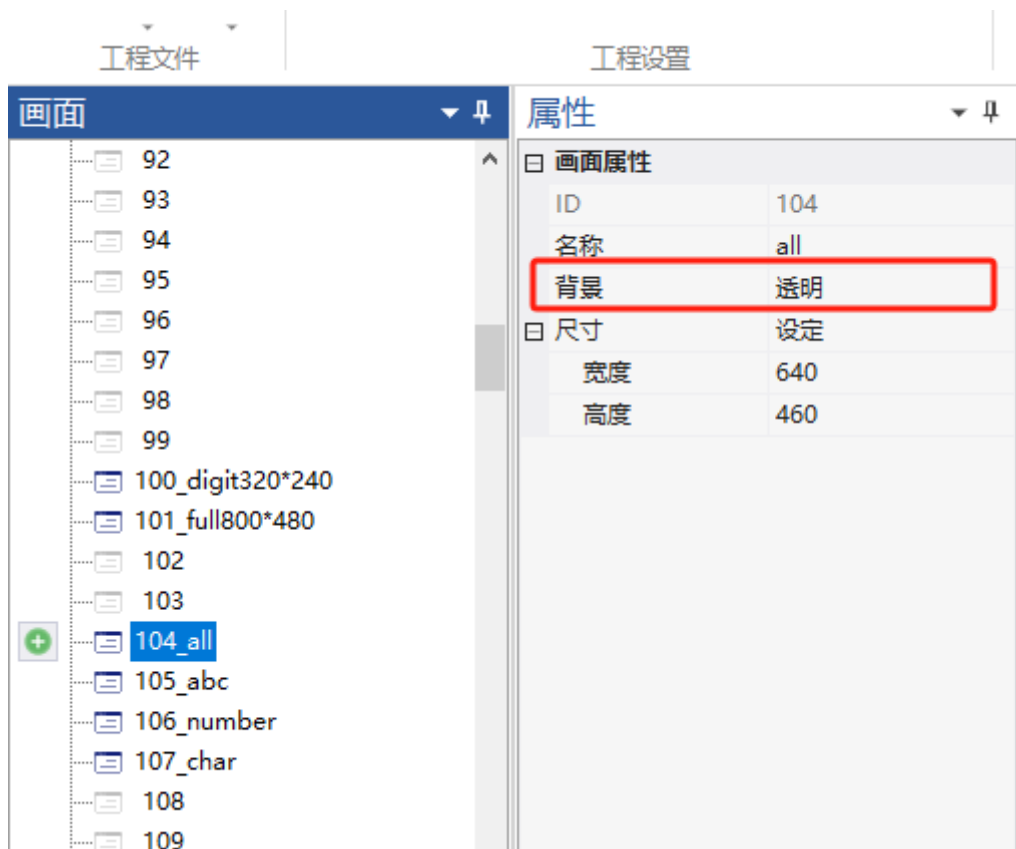 工程文件
工程设置
画面
92
93
94
95
96
97
98
99
100_digit320*240
101_full800*480
102
103
104_all
105_abc
106_number
107_char
108
109
属性
画面属性
ID 104
名称 all
背景 透明
尺寸 设定
宽度 640
高度 460